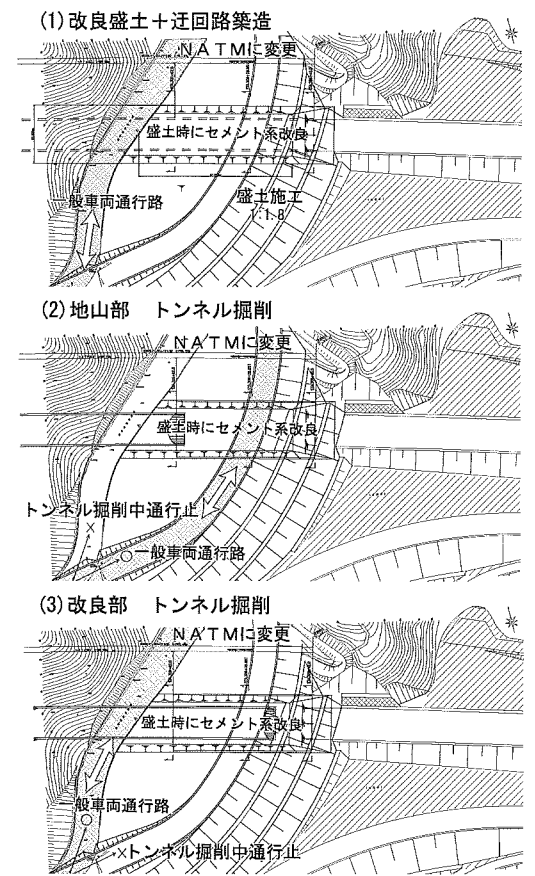 (1)改良盛土＋迂回路築造
NATMに変更
盛土時にセメント系改良
一般車両通行路
盛土施工
1:1.8
(2)地山部　トンネル掘削
NATMに変更
盛土時にセメント系改良
トンネル掘削中通行止
×
○一般車両通行路
(3)改良部　トンネル掘削
NATMに変更
盛土時にセメント系改良
一般車両通行路
○
×トンネル掘削中通行止